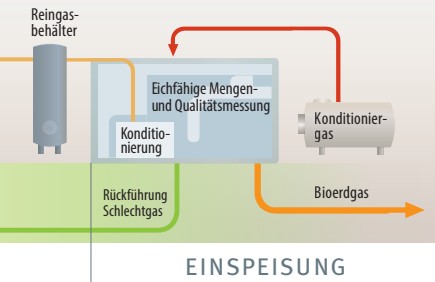 Reingas-
behälter
Eichfähige Mengen-
und Qualitätsmessung
Konditio-
nierung
Konditionier-
gas
Rückführung
Schlechtgas
Bioerdgas
EINSPEISUNG